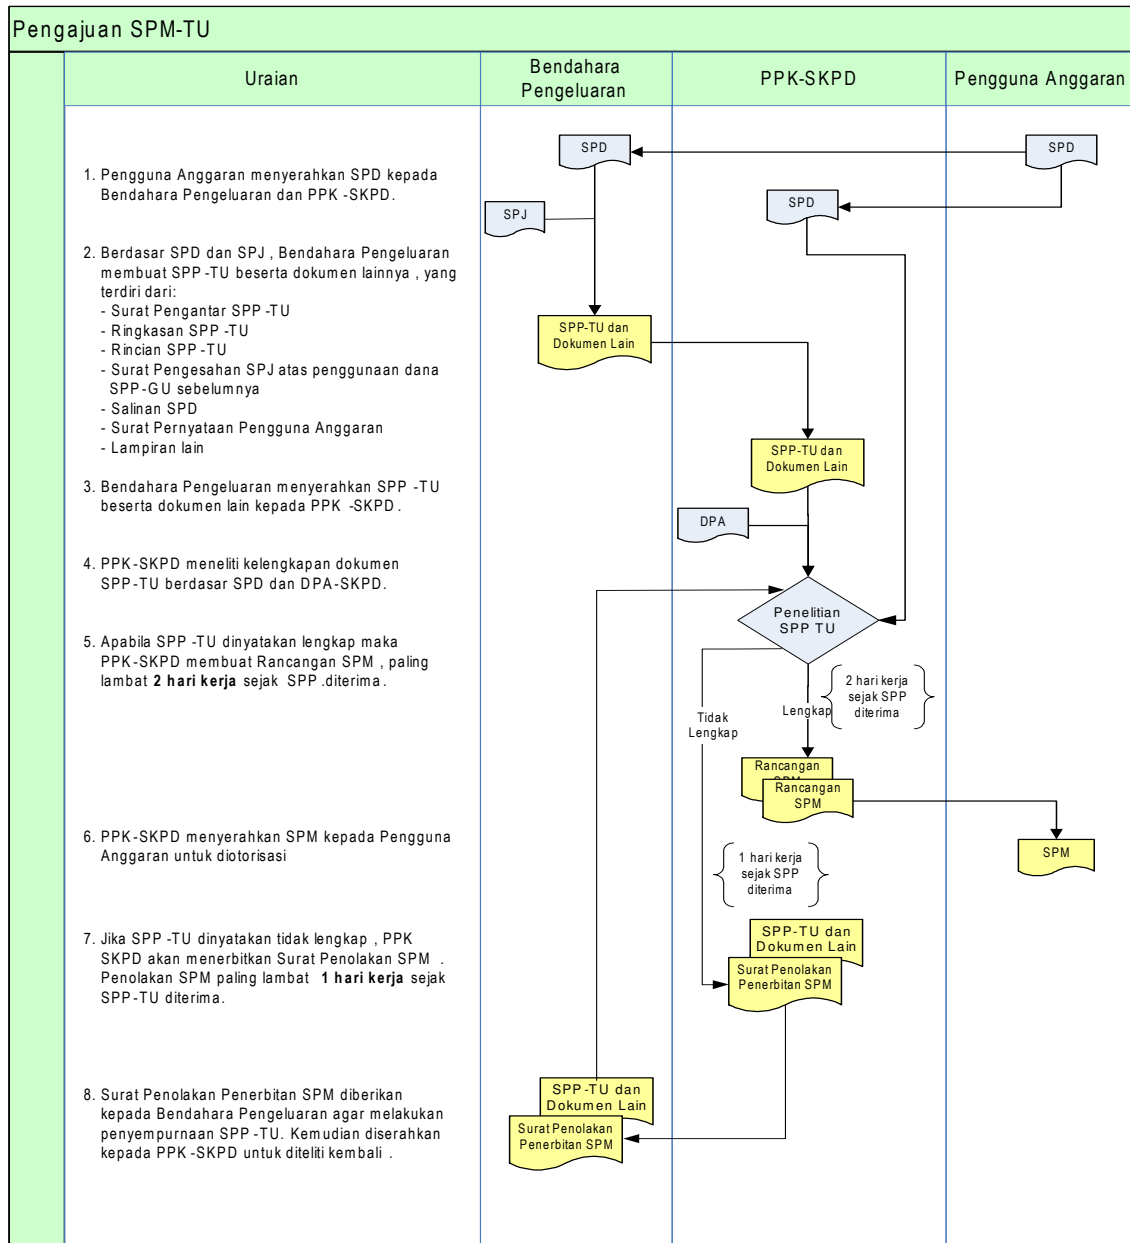 Pengajuan SPM-TU
Uraian
Bendahara
Pengeluaran
PPK-SKPD
Pengguna Anggaran
1. Pengguna Anggaran menyerahkan SPD kepada
Bendahara Pengeluaran dan PPK -SKPD.
2. Berdasar SPD dan SPJ , Bendahara Pengeluaran
membuat SPP -TU beserta dokumen lainnya , yang
terdiri dari:
- Surat Pengantar SPP -TU
- Ringkasan SPP -TU
- Rincian SPP -TU
- Surat Pengesahan SPJ atas penggunaan dana
SPP-GU sebelumnya
- Salinan SPD
- Surat Pernyataan Pengguna Anggaran
- Lampiran lain
3. Bendahara Pengeluaran menyerahkan SPP -TU
beserta dokumen lain kepada PPK -SKPD .
4. PPK-SKPD meneliti kelengkapan dokumen
SPP-TU berdasar SPD dan DPA-SKPD.
5. Apabila SPP -TU dinyatakan lengkap maka
PPK-SKPD membuat Rancangan SPM , paling
lambat 2 hari kerja sejak SPP .diterima .
6. PPK-SKPD menyerahkan SPM kepada Pengguna
Anggaran untuk diotorisasi
7. Jika SPP -TU dinyatakan tidak lengkap , PPK
SKPD akan menerbitkan Surat Penolakan SPM .
Penolakan SPM paling lambat 1 hari kerja sejak
SPP-TU diterima.
8. Surat Penolakan Penerbitan SPM diberikan
kepada Bendahara Pengeluaran agar melakukan
penyempurnaan SPP -TU. Kemudian diserahkan
kepada PPK -SKPD untuk diteliti kembali .
SPD
SPD
SPJ
SPD
SPP-TU dan
Dokumen Lain
SPP-TU dan
Dokumen Lain
DPA
Penelitian
SPP TU
2 hari kerja
sejak SPP
diterima
Lengkap
Tidak
Lengkap
Rancangan
SPM
Rancangan
SPM
SPM
1 hari kerja
sejak SPP
diterima
SPP-TU dan
Dokumen Lain
Surat Penolakan
Penerbitan SPM
SPP-TU dan
Dokumen Lain
Surat Penolakan
Penerbitan SPM